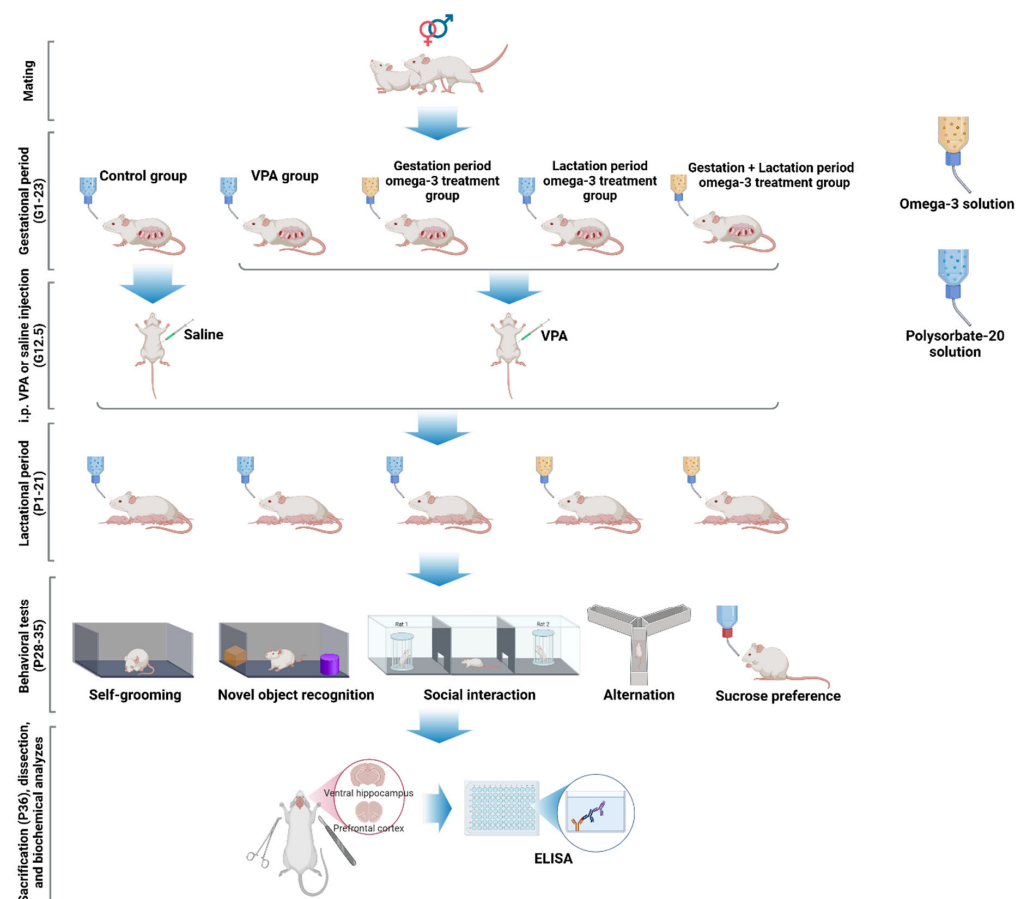 Mating
Gestational period
(G1-23)
Control group
VPA group
Gestation period
omega-3 treatment
group
Lactation period
omega-3 treatment
group
Gestation + Lactation period
omega-3 treatment group
Omega-3 solution
Polysorbate-20
solution
i.p. VPA or saline injection
(G12.5)
Saline
VPA
Lactational period
(P1-21)
Behavioral tests
(P28-35)
Rat 1
Rat 2
Self-grooming
Novel object recognition
Social interaction
Alternation
Sucrose preference
Sacrification (P36), dissection,
and biochemical analyzes
Ventral hippocampus
Prefrontal cortex
ELISA